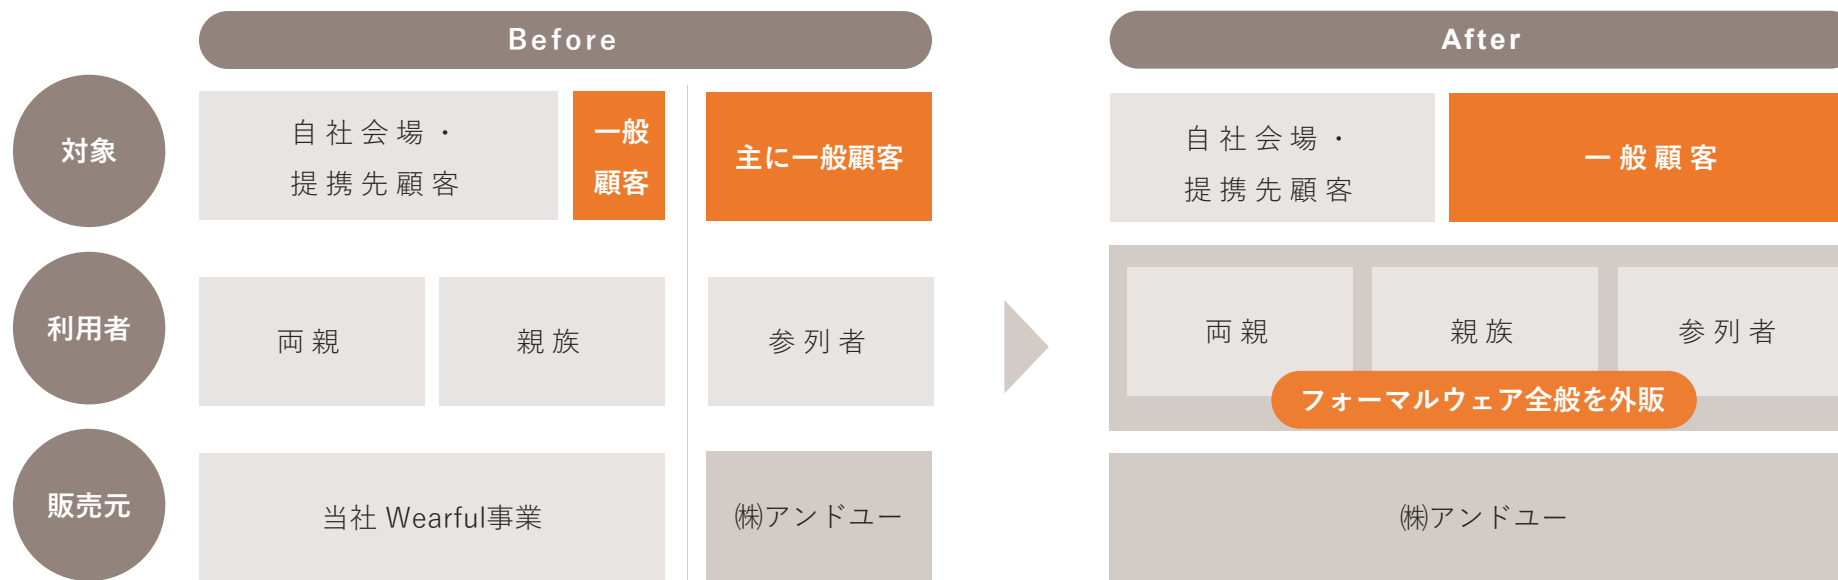 Before
After
対象
自社会場・
提携先顧客
一般
顧客
主に一般顧客
自社会場・
提携先顧客
一般顧客
利用者
両親
親族
参列者
両親
親族
参列者
フォーマルウェア全般を外販
販売元
当社 Wearful事業
㈱アンドユー
㈱アンドユー